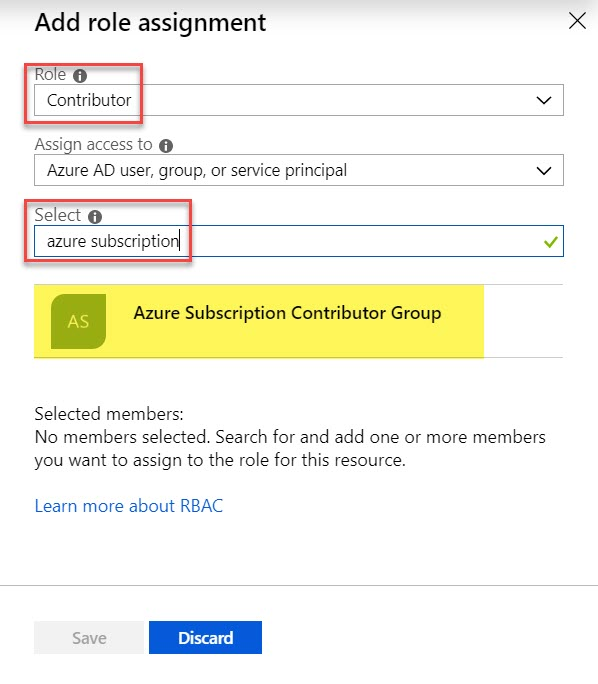 Add role assignment
Role
Contributor
Assign access to
Azure AD user, group, or service principal
Select
azure subscription
AS
Azure Subscription Contributor Group
Selected members:
No members selected. Search for and add one or more members
you want to assign to the role for this resource.
Learn more about RBAC
Save
Discard